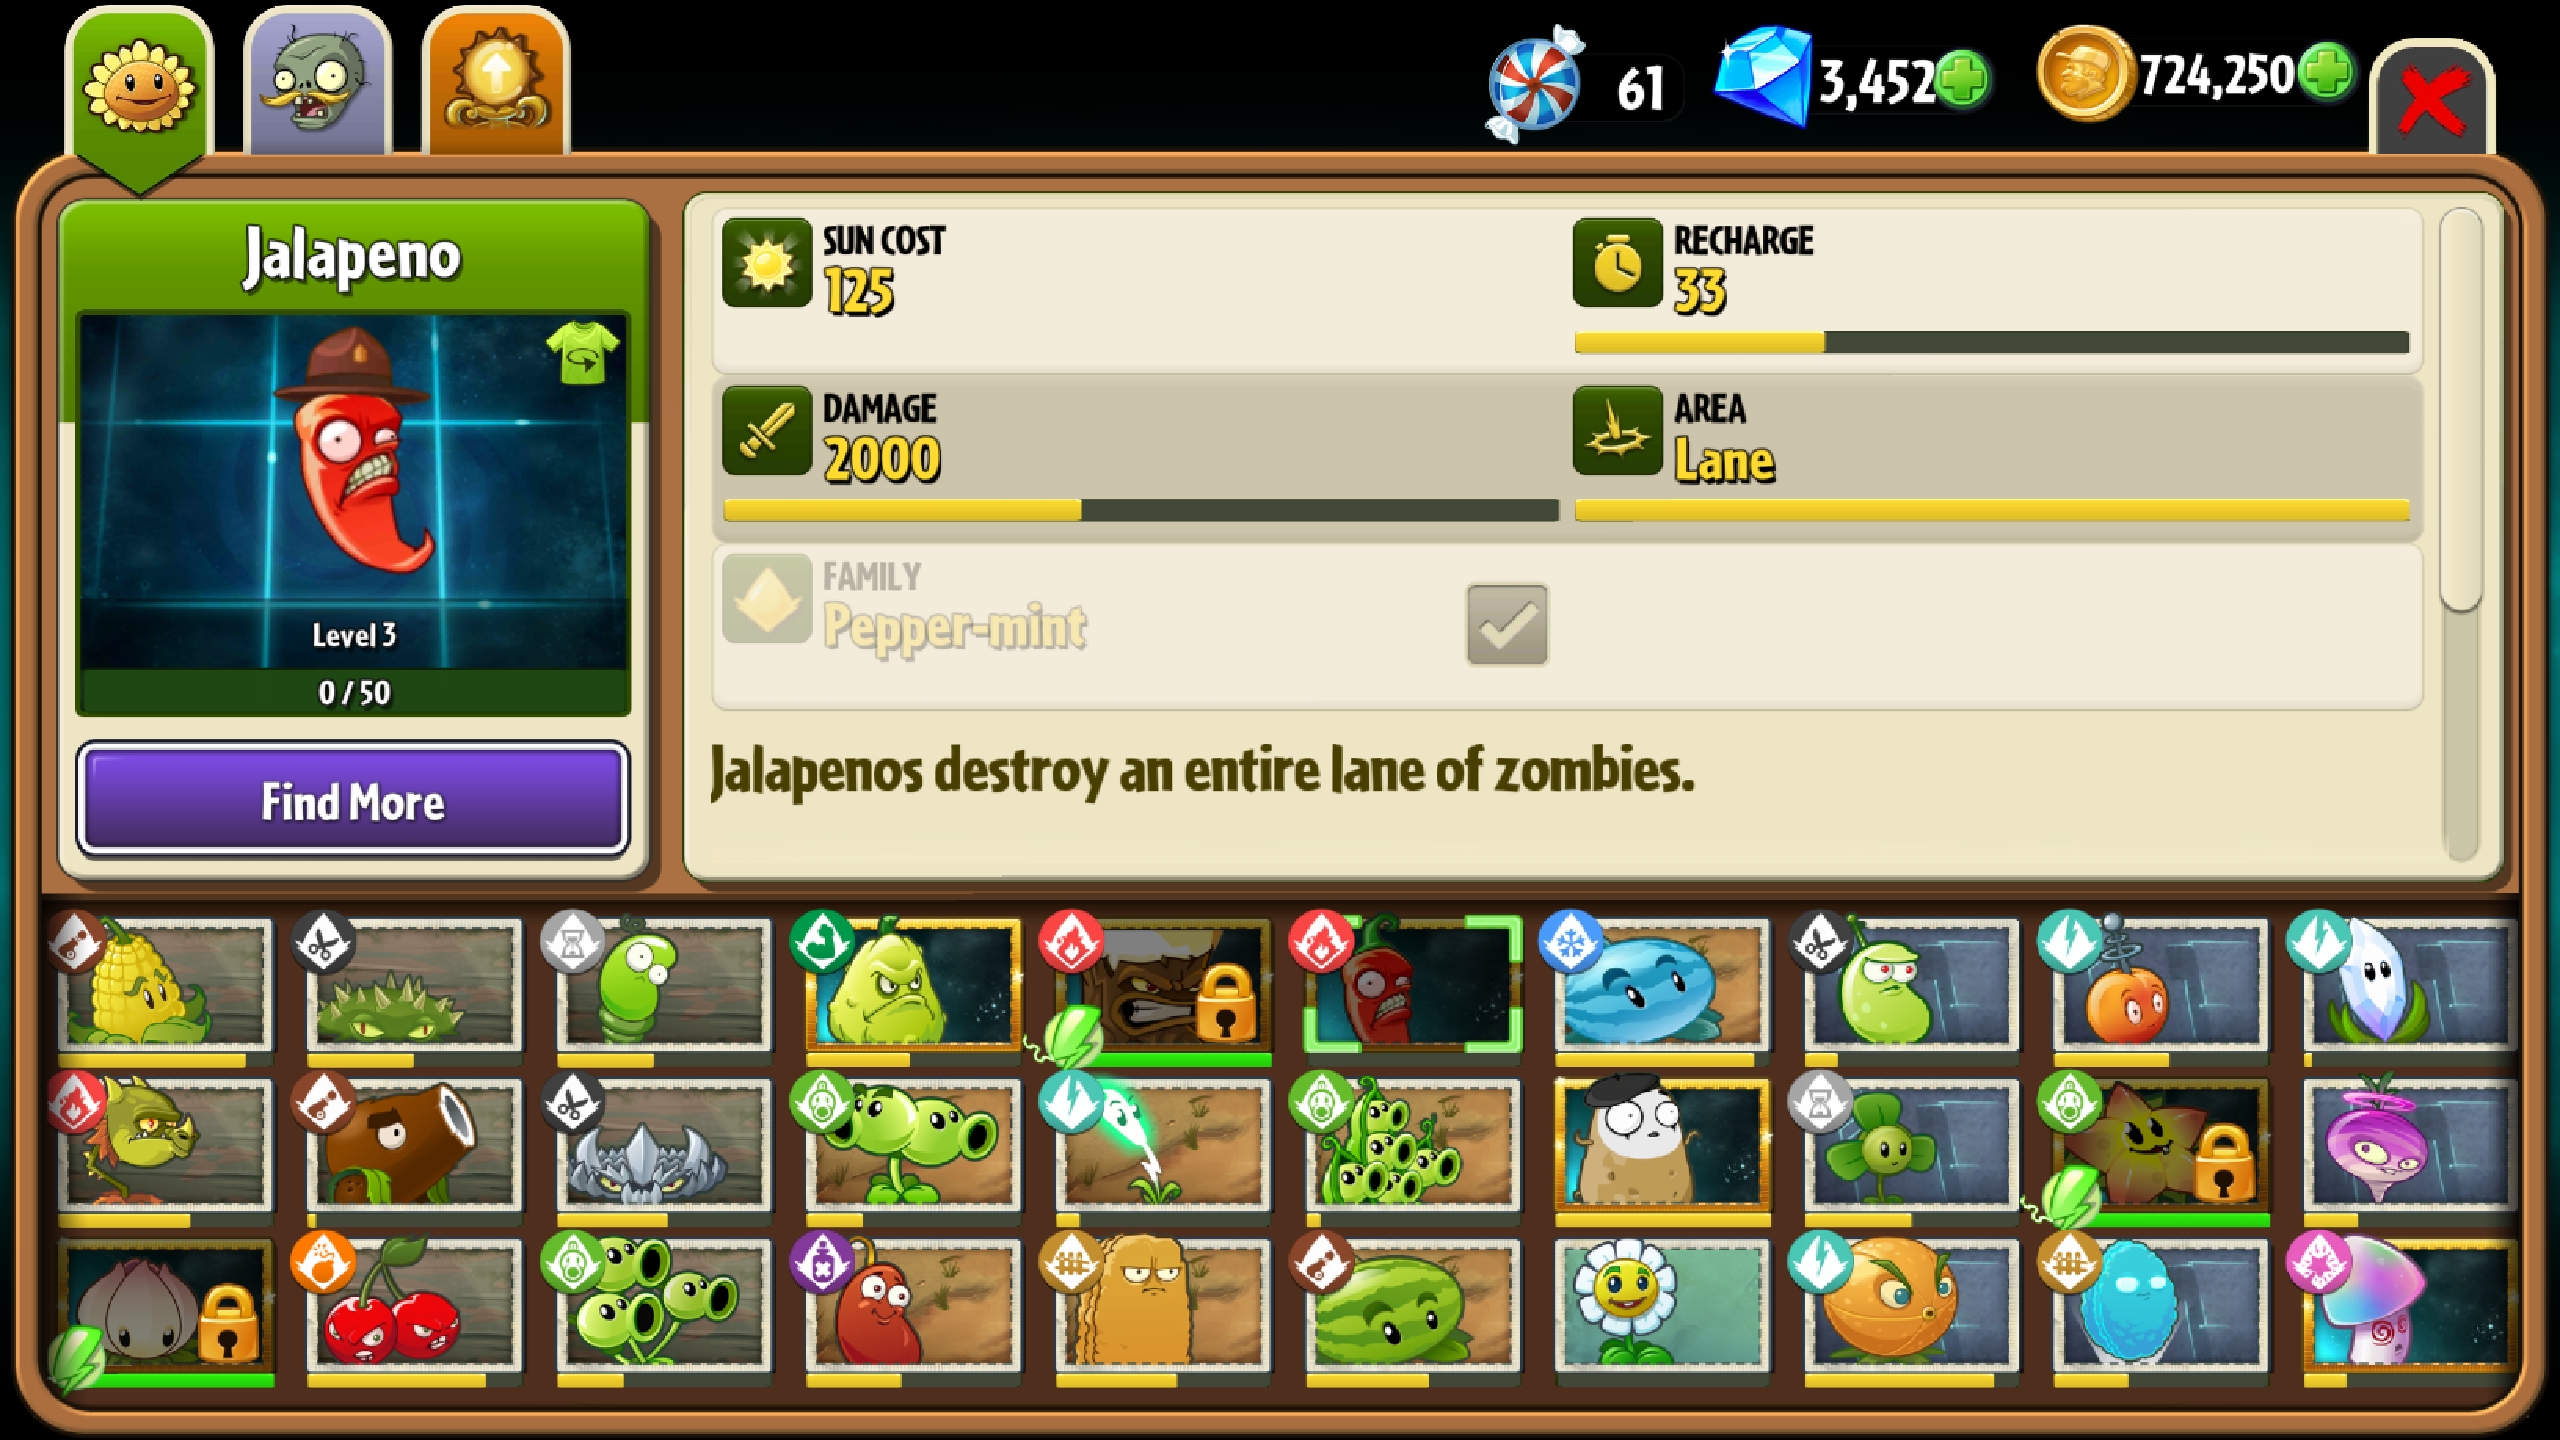 61
3,452
724,250
Jalapeno
Level 3
0 / 50
Find More
SUN COST
125
RECHARGE
33
DAMAGE
2000
AREA
Lane
FAMILY
Pepper-mint
Jalapenos destroy an entire lane of zombies.